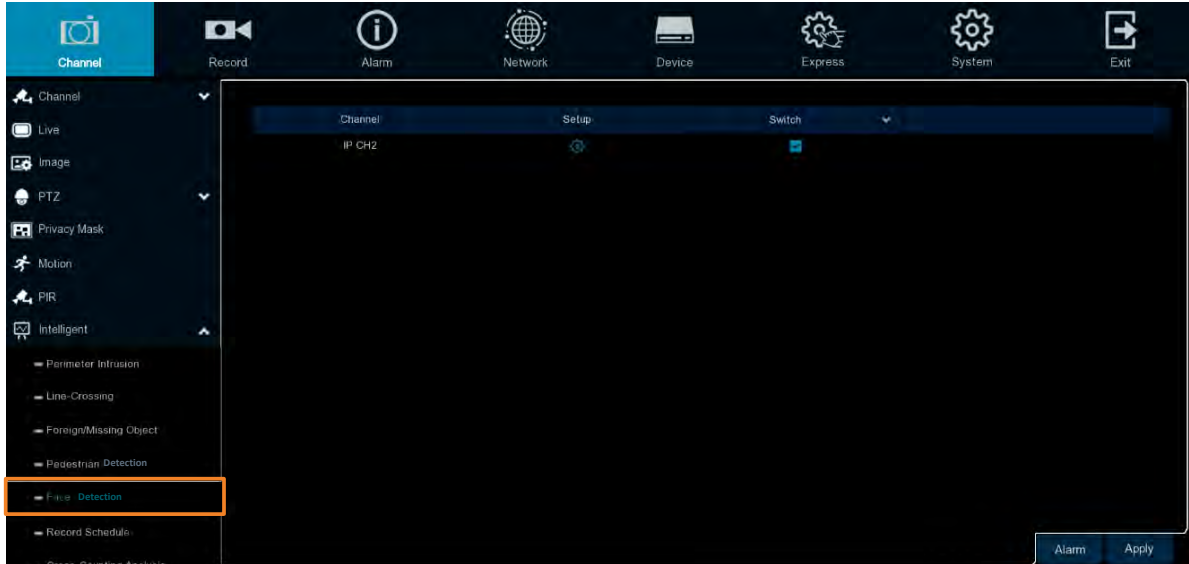 Channel Record Alarm Network Device Express System Exit
Channel
Live
Image
PTZ
Privacy Mask
Motion
PIR
Intelligent
Perimeter Intrusion
Line-Crossing
Foreign/Missing Object
Pedestrian Detection
Face Detection
Record Schedule
Channel Setup Switch
IP CH2
Alarm Apply